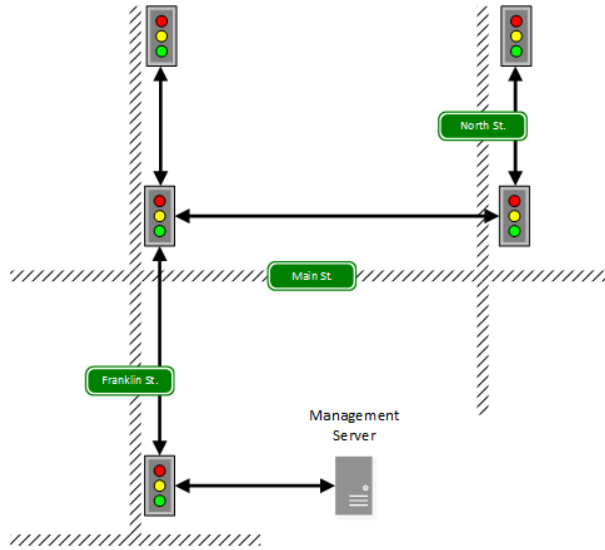 North St.
Main St.
Franklin St.
Management
Server